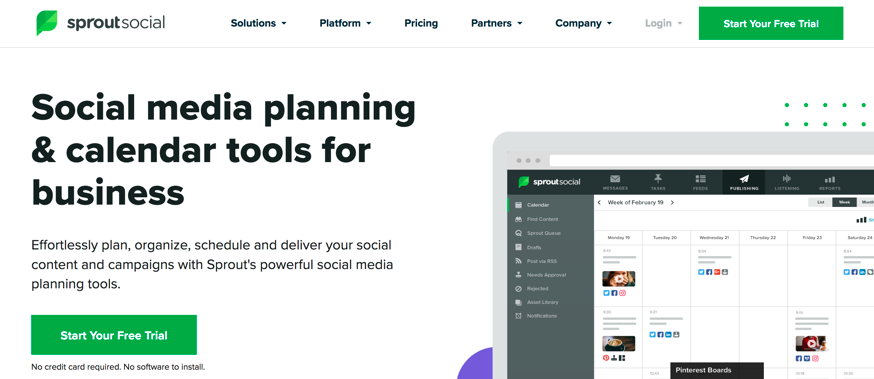 sproutsocial
Solutions
Platform
Pricing
Partners
Company
Login
Start Your Free Trial
Social media planning
& calendar tools for
business
Effortlessly plan, organize, schedule and deliver your social
content and campaigns with Sprout's powerful social media
planning tools.
Start Your Free Trial
No credit card required. No software to install.
sproutsocial
MESSAGES
TASKS
FEEDS
PUBLISHING
LISTENING
REPORTS
Calendar
Find Content
Sprout Queue
Drafts
Post via RSS
Needs Approval
Rejected
Asset Library
Notifications
Week of February 19
List
Week
Month
Monday 19
Tuesday 20
Wednesday 21
Thursday 22
Friday 23
Saturday 24
Pinterest Boards